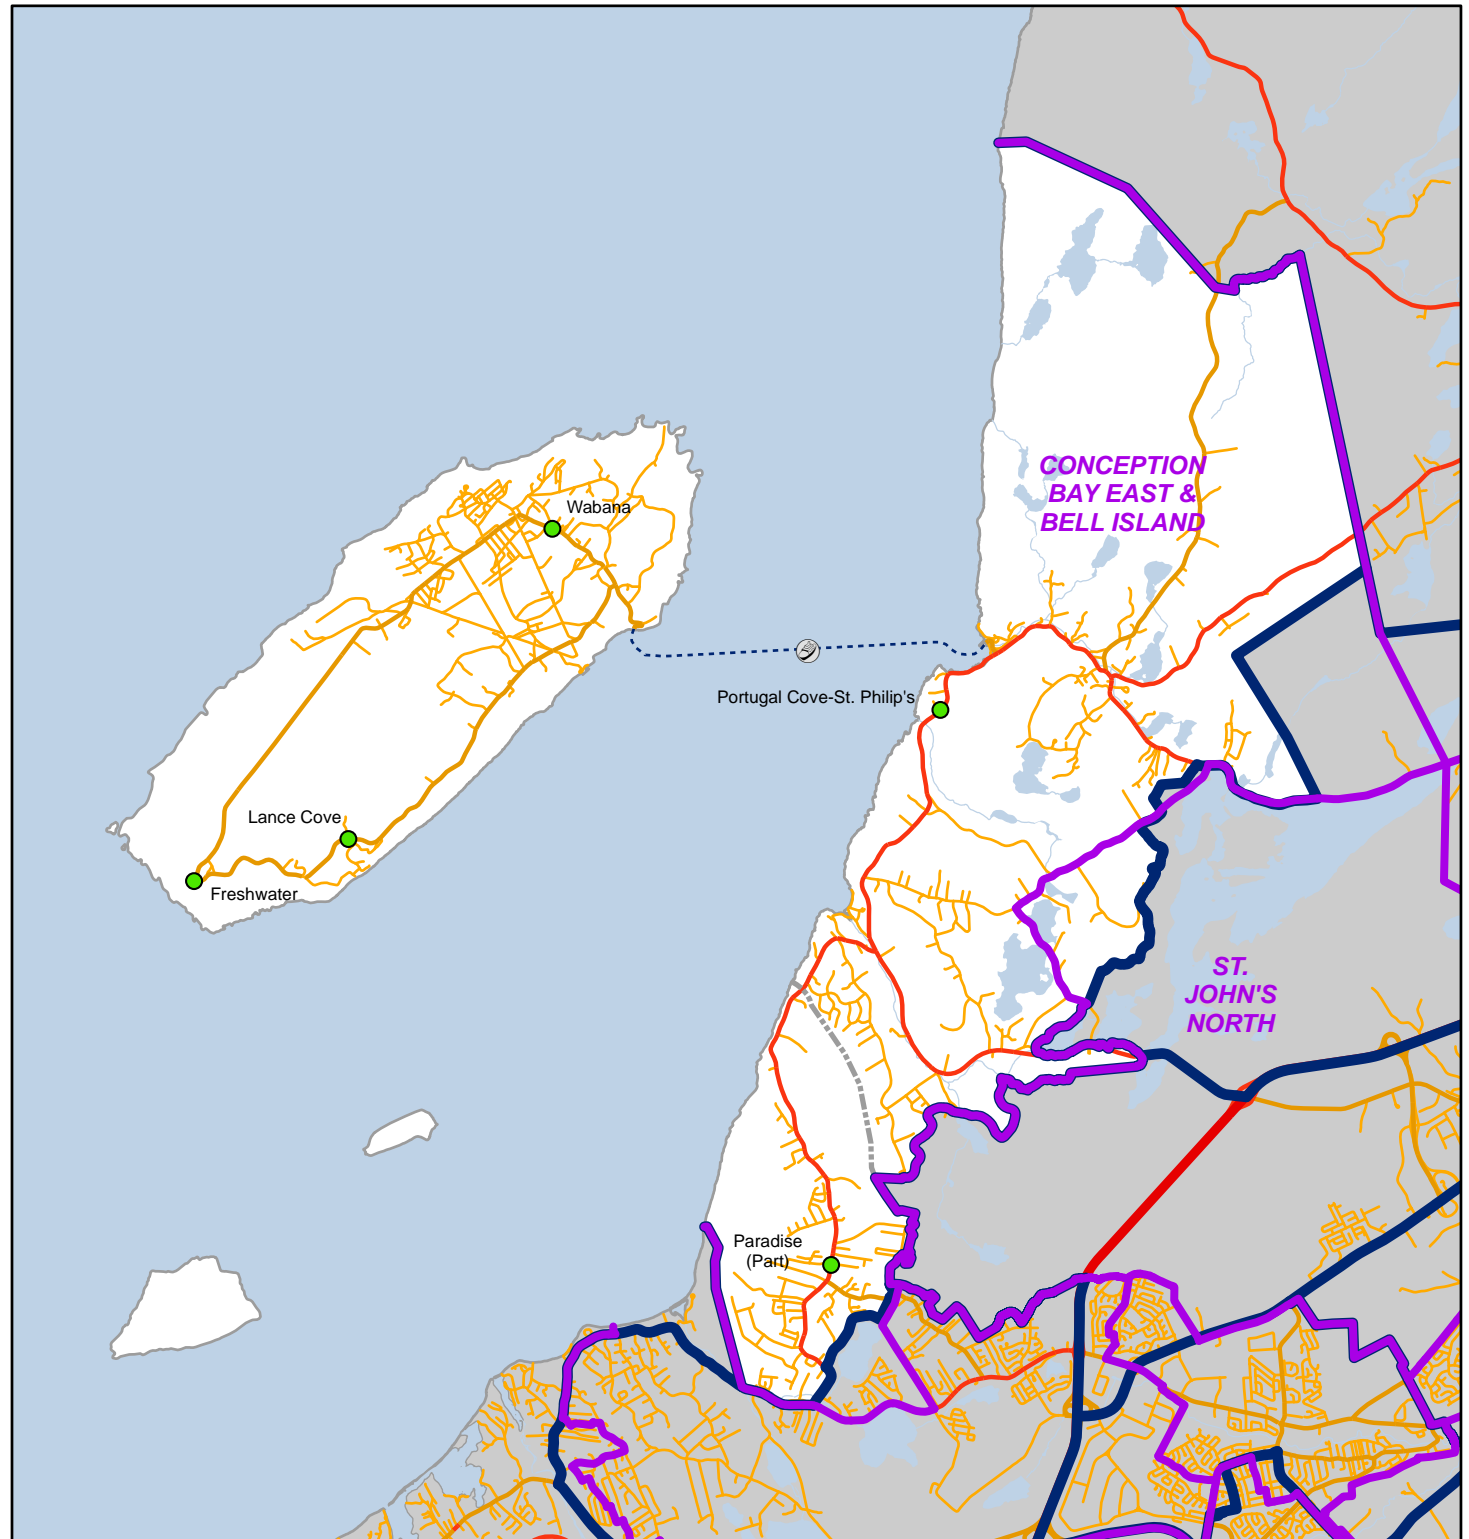 CONCEPTION
BAY EAST &
BELL ISLAND
Wabana
Portugal Cove-St. Philip's
Lance Cove
Freshwater
ST.
JOHN'S
NORTH
Paradise
(Part)